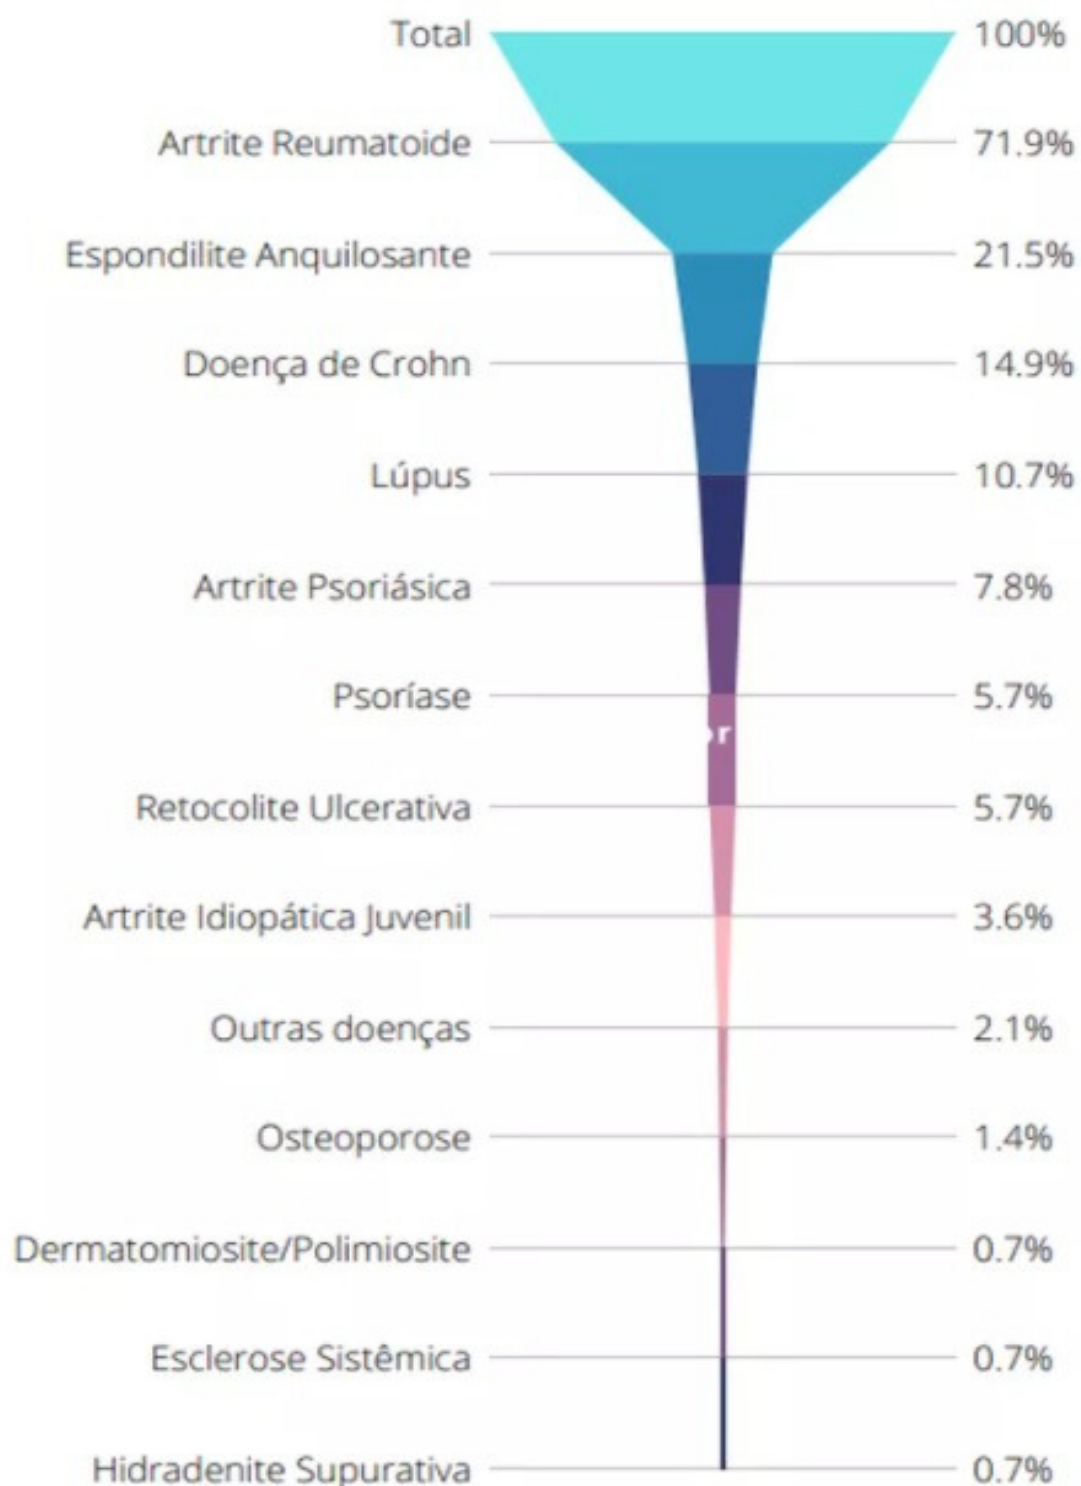 Total 100%
Artrite Reumatoide 71.9%
Espondilite Anquilosante 21.5%
Doença de Crohn 14.9%
Lúpus 10.7%
Artrite Psoriásica 7.8%
Psoríase 5.7%
Retocolite Ulcerativa 5.7%
Artrite Idiopática Juvenil 3.6%
Outras doenças 2.1%
Osteoporose 1.4%
Dermatomiosite/Polimiosite 0.7%
Esclerose Sistêmica 0.7%
Hidradenite Supurativa 0.7%